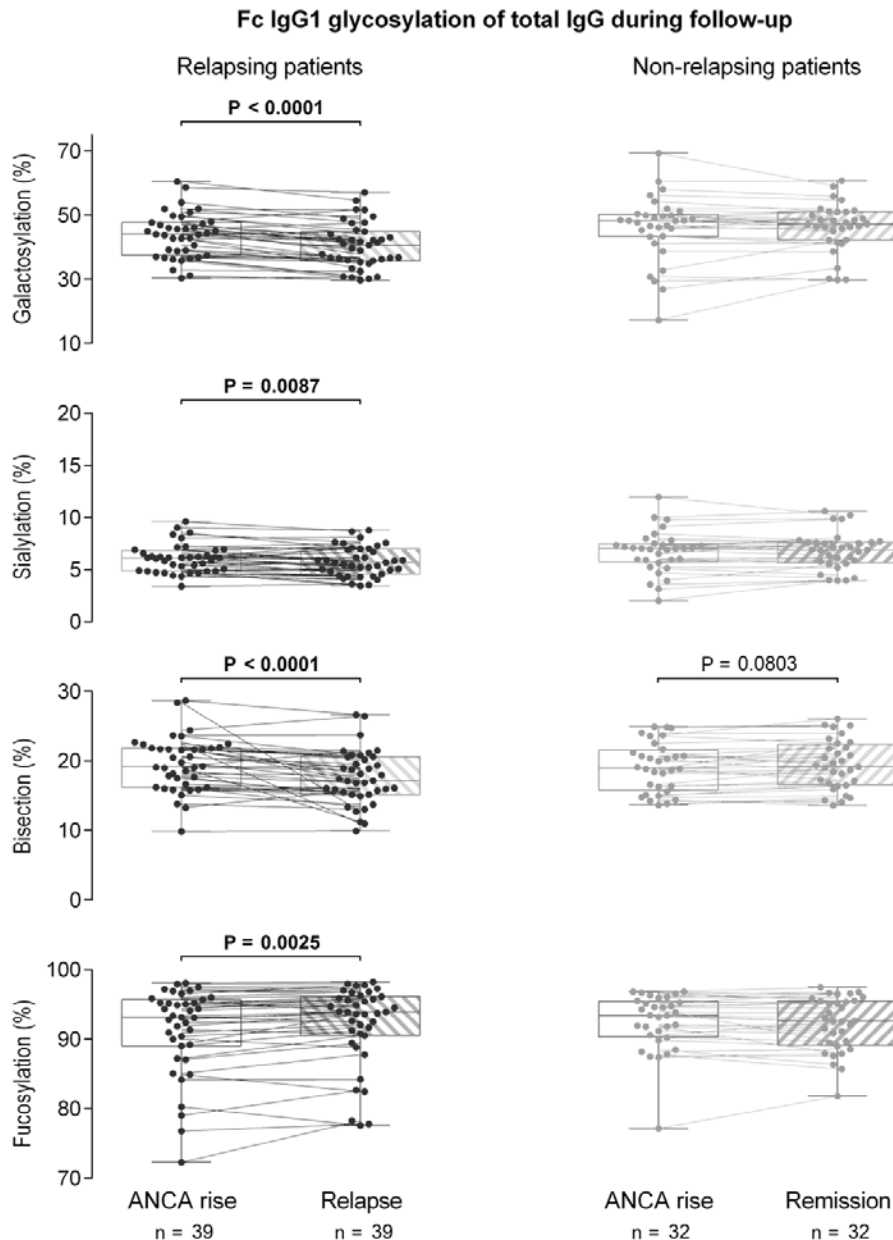 Fc IgG1 glycosylation of total IgG during follow-up
Relapsing patients Non-relapsing patients
P < 0.0001
Galactosylation (%)
70
50
30
10
P = 0.0087
Sialylation (%)
20
15
10
5
0
P < 0.0001 P = 0.0803
Bisection (%)
30
20
10
0
P = 0.0025
Fucosylation (%)
100
90
80
70
ANCA rise Relapse ANCA rise Remission
n = 39 n = 39 n = 32 n = 32